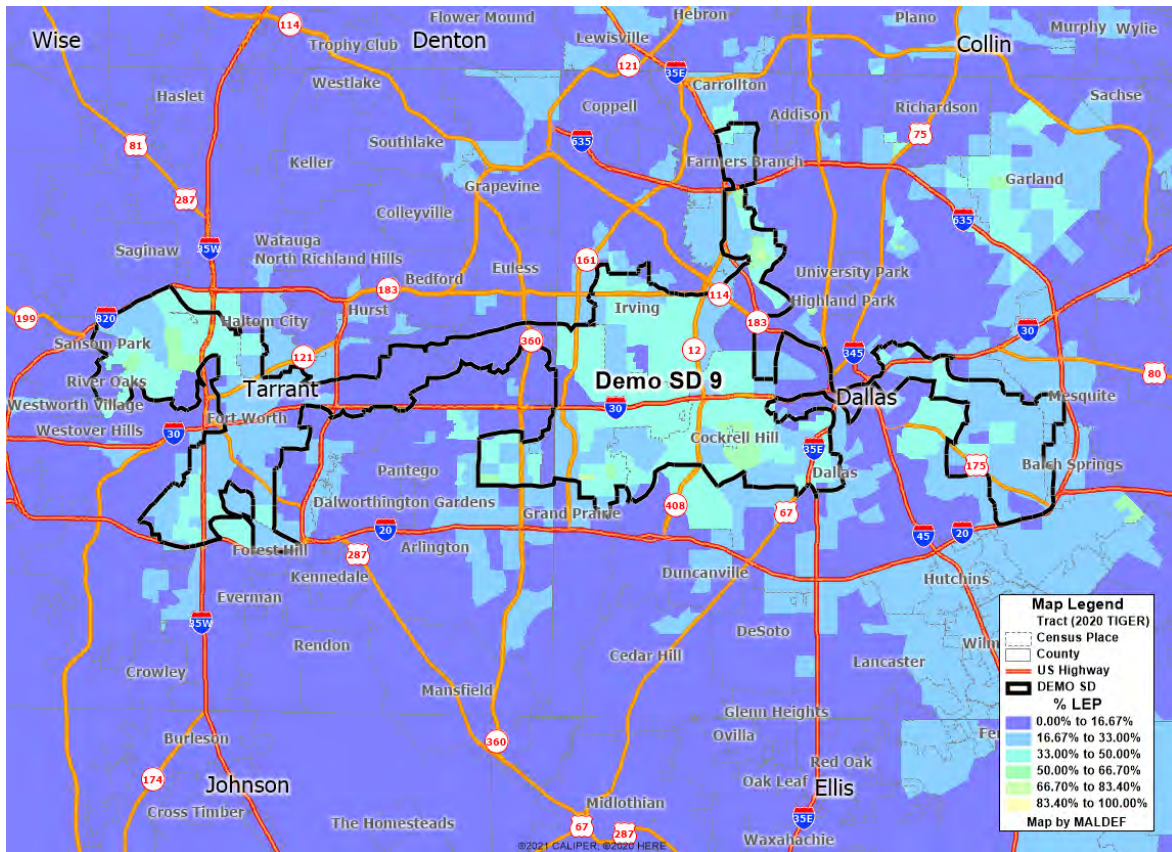 Flower Mound
Hebron
Plano
Murphy
Wylie
Wise
114
Trophy Club
Denton
Lewisville
121
Collin
35E
Carrollton
Westlake
Haslet
Coppell
Addison
Richardson
Sachse
81
Southlake
635
75
Keller
Farmers Branch
Garland
287
Grapevine
Colleyville
635
Saginaw
35W
Watauga
North Richland Hills
161
Euless
University Park
Bedford
183
Hurst
Irving
114
Highland Park
199
820
Halton City
183
30
Sansom Park
360
12
345
121
River Oaks
Tarrant
Demo SD 9
Dallas
80
Mesquite
Westworth Village
Fort Worth
30
Westover Hills
30
Cockrell Hill
35E
Dallas
175
Balch Springs
Pantego
Dalworthington Gardens
Grand Prairie
408
67
20
Arlington
45
20
Forest Hill
287
Kennedale
Duncanville
Hutchins
Everman
35W
Rendon
DeSoto
Wilm
Crowley
Cedar Hill
Lancaster
Mansfield
Glenn Heights
Ovilla
Fe
360
Burleson
174
Red Oak
Oak Leaf
Johnson
Ellis
Cross Timber
Midlothian
35E
The Homesteads
67
287
Waxahachie
©2021 CALIPER; ©2020 HERE
Map Legend
Tract (2020 TIGER)
Census Place
County
US Highway
DEMO SD
% LEP
0.00% to 16.67%
16.67% to 33.00%
33.00% to 50.00%
50.00% to 66.70%
66.70% to 83.40%
83.40% to 100.00%
Map by MALDEF